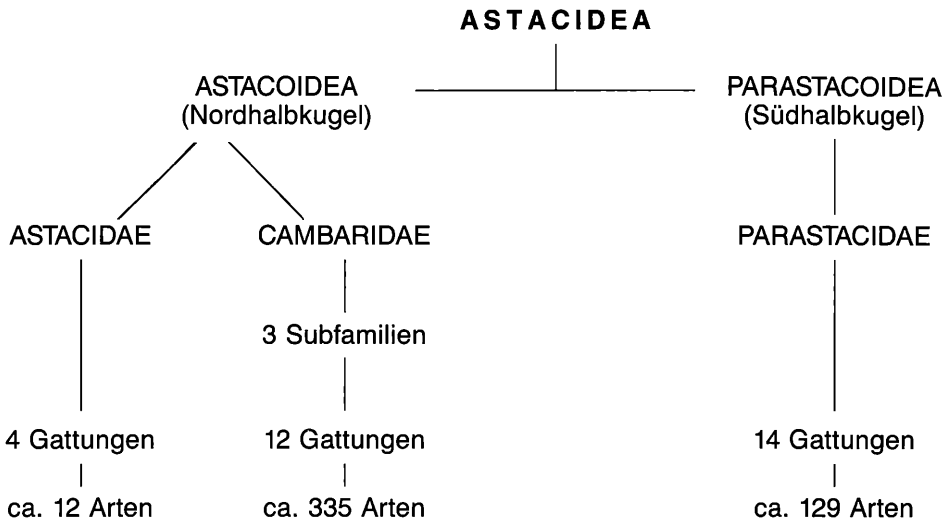 ASTACIDEA
ASTACOIDEA
(Nordhalbkugel)
PARASTACOIDEA
(Südhalbkugel)
ASTACIDAE
CAMBARIDAE
PARASTACIDAE
3 Subfamilien
4 Gattungen
12 Gattungen
14 Gattungen
ca. 12 Arten
ca. 335 Arten
ca. 129 Arten